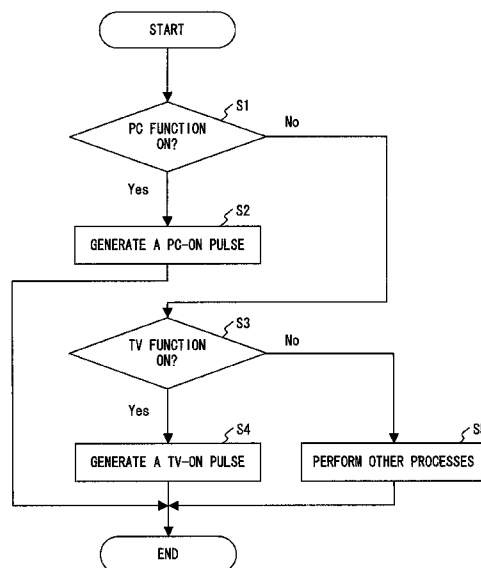 START
S1
PC FUNCTION
ON?
No
Yes
S2
GENERATE A PC-ON PULSE
S3
TV FUNCTION
ON?
No
Yes
S4
GENERATE A TV-ON PULSE
PERFORM OTHER PROCESSES
END